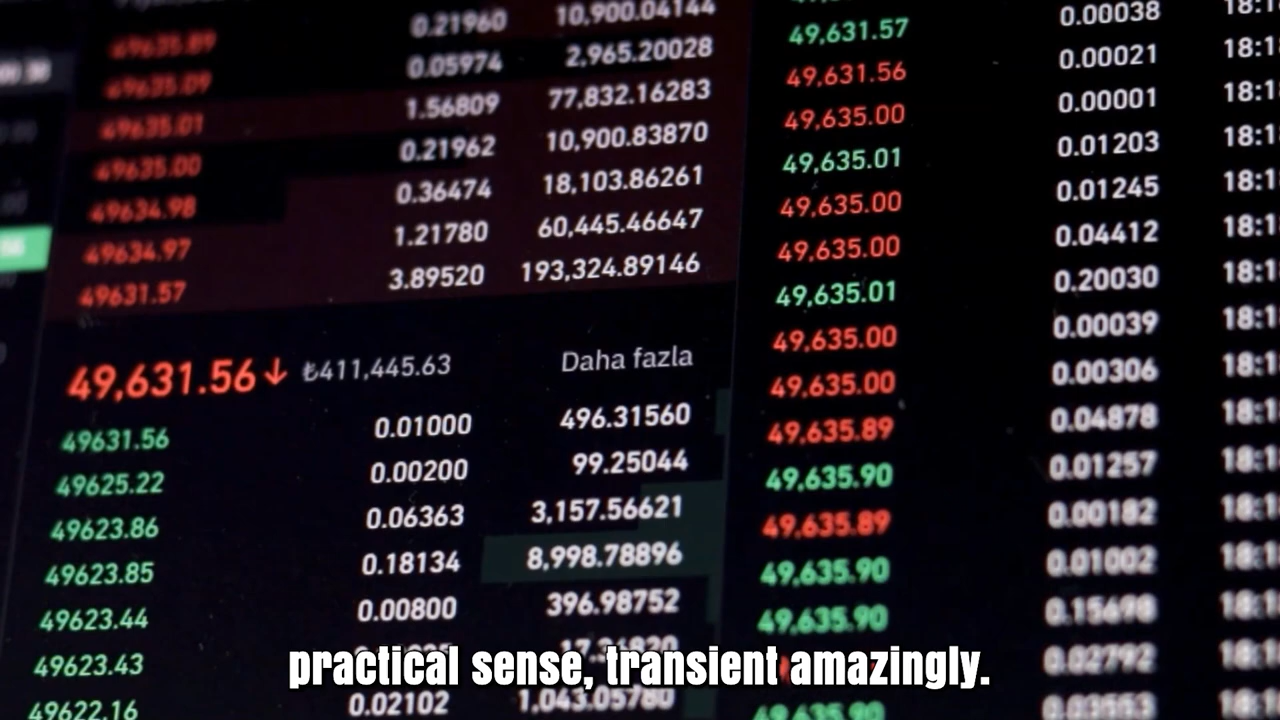 0.21960 10,900.04144
49635.89 0.05974 2,965.20028
49635.09 1.56809 77,832.16283
49635.01 0.21962 10,900.83870
49635.00 0.36474 18,103.86261
49634.98 1.21780 60,445.46647
49634.97 3.89520 193,324.89146
49631.57
49,631.56↓ ₺411,445.63 Daha fazla
49631.56 0.01000 496.31560
49625.22 0.00200 99.25044
49623.86 0.06363 3,157.56621
49623.85 0.18134 8,998.78896
49623.44 0.00800 396.98752
49623.43
49622.16 0.02102 1,043.05780
0.00038
49,631.57 0.00021
49,631.56 0.00001
49,635.00 0.01203
49,635.01 0.01245
49,635.00 0.04412
49,635.00 0.20030
49,635.01 0.00039
49,635.00 0.00306
49,635.00 0.04878
49,635.89 0.01257
49,635.90 0.00182
49,635.89 0.01002
49,635.90 0.15698
49,635.90 0.02792
49,635.90
practical sense, transient amazingly.